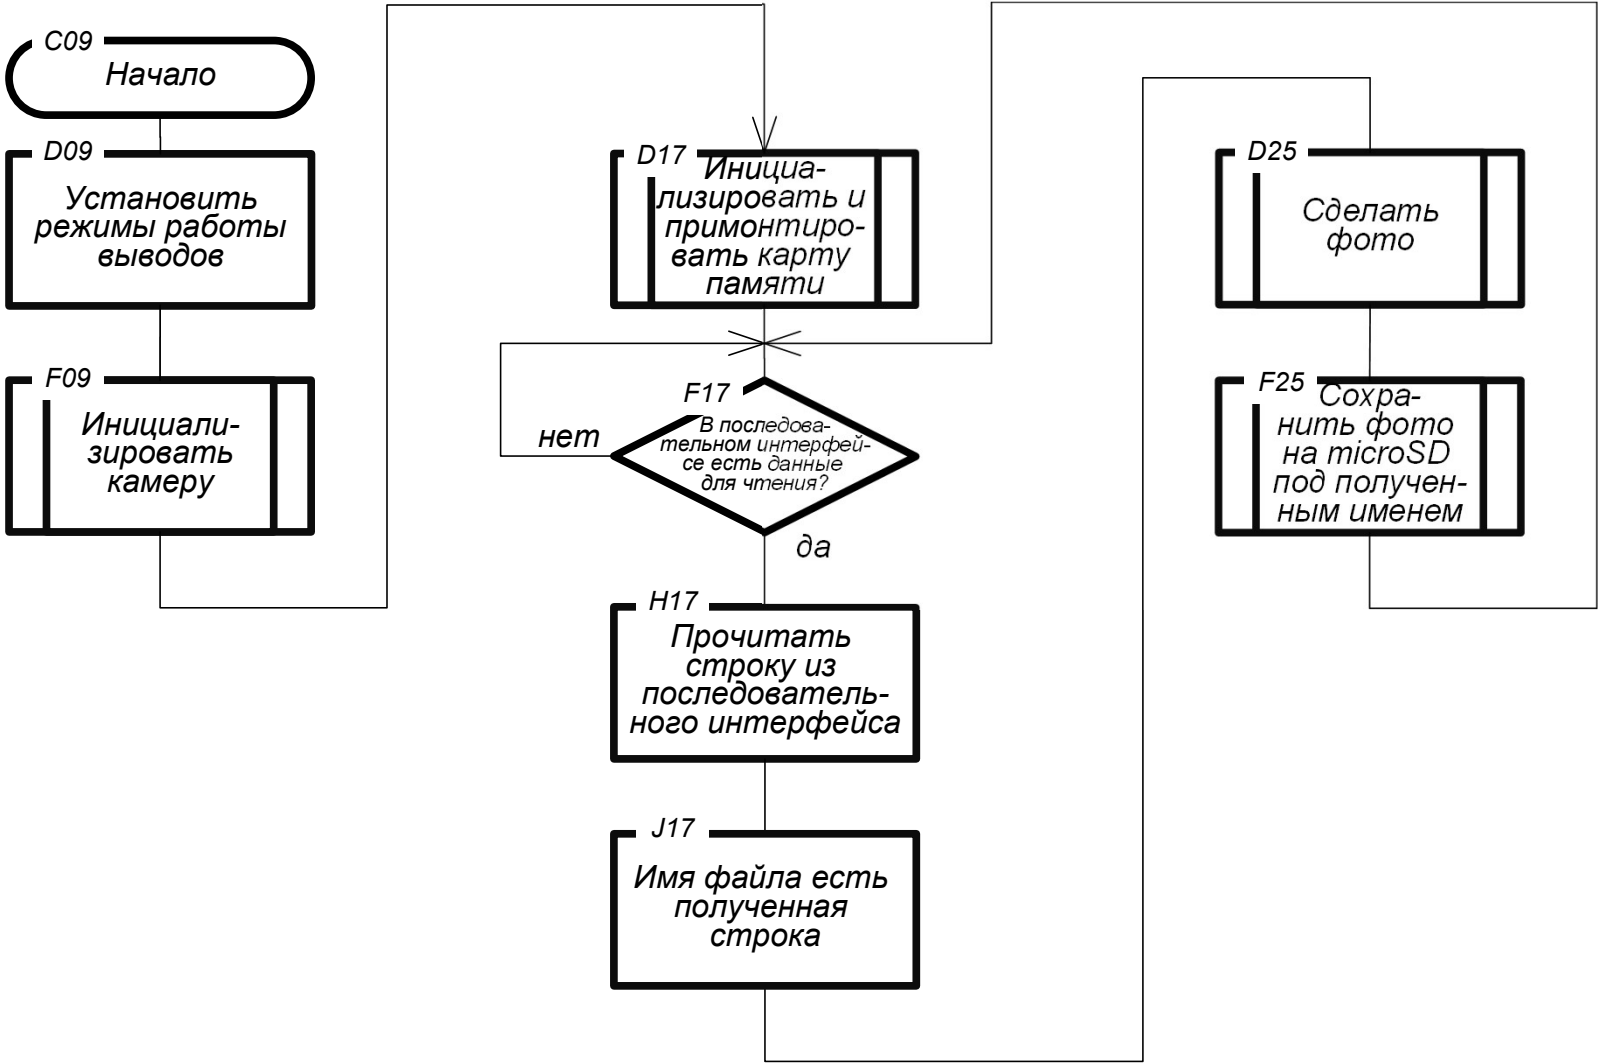 C09
Начало
D09
Установить
режимы работы
выводов
F09
Инициали-
зировать
камеру
D17
Инициа-
лизировать и
примонтиро-
вать карту
памяти
F17
В последова-
тельном интерфей-
се есть данные
для чтения?
нет
да
H17
Прочитать
строку из
последователь-
ного интерфейса
J17
Имя файла есть
полученная
строка
D25
Сделать
фото
F25
Сохра-
нить фото
на microSD
под получен-
ным именем